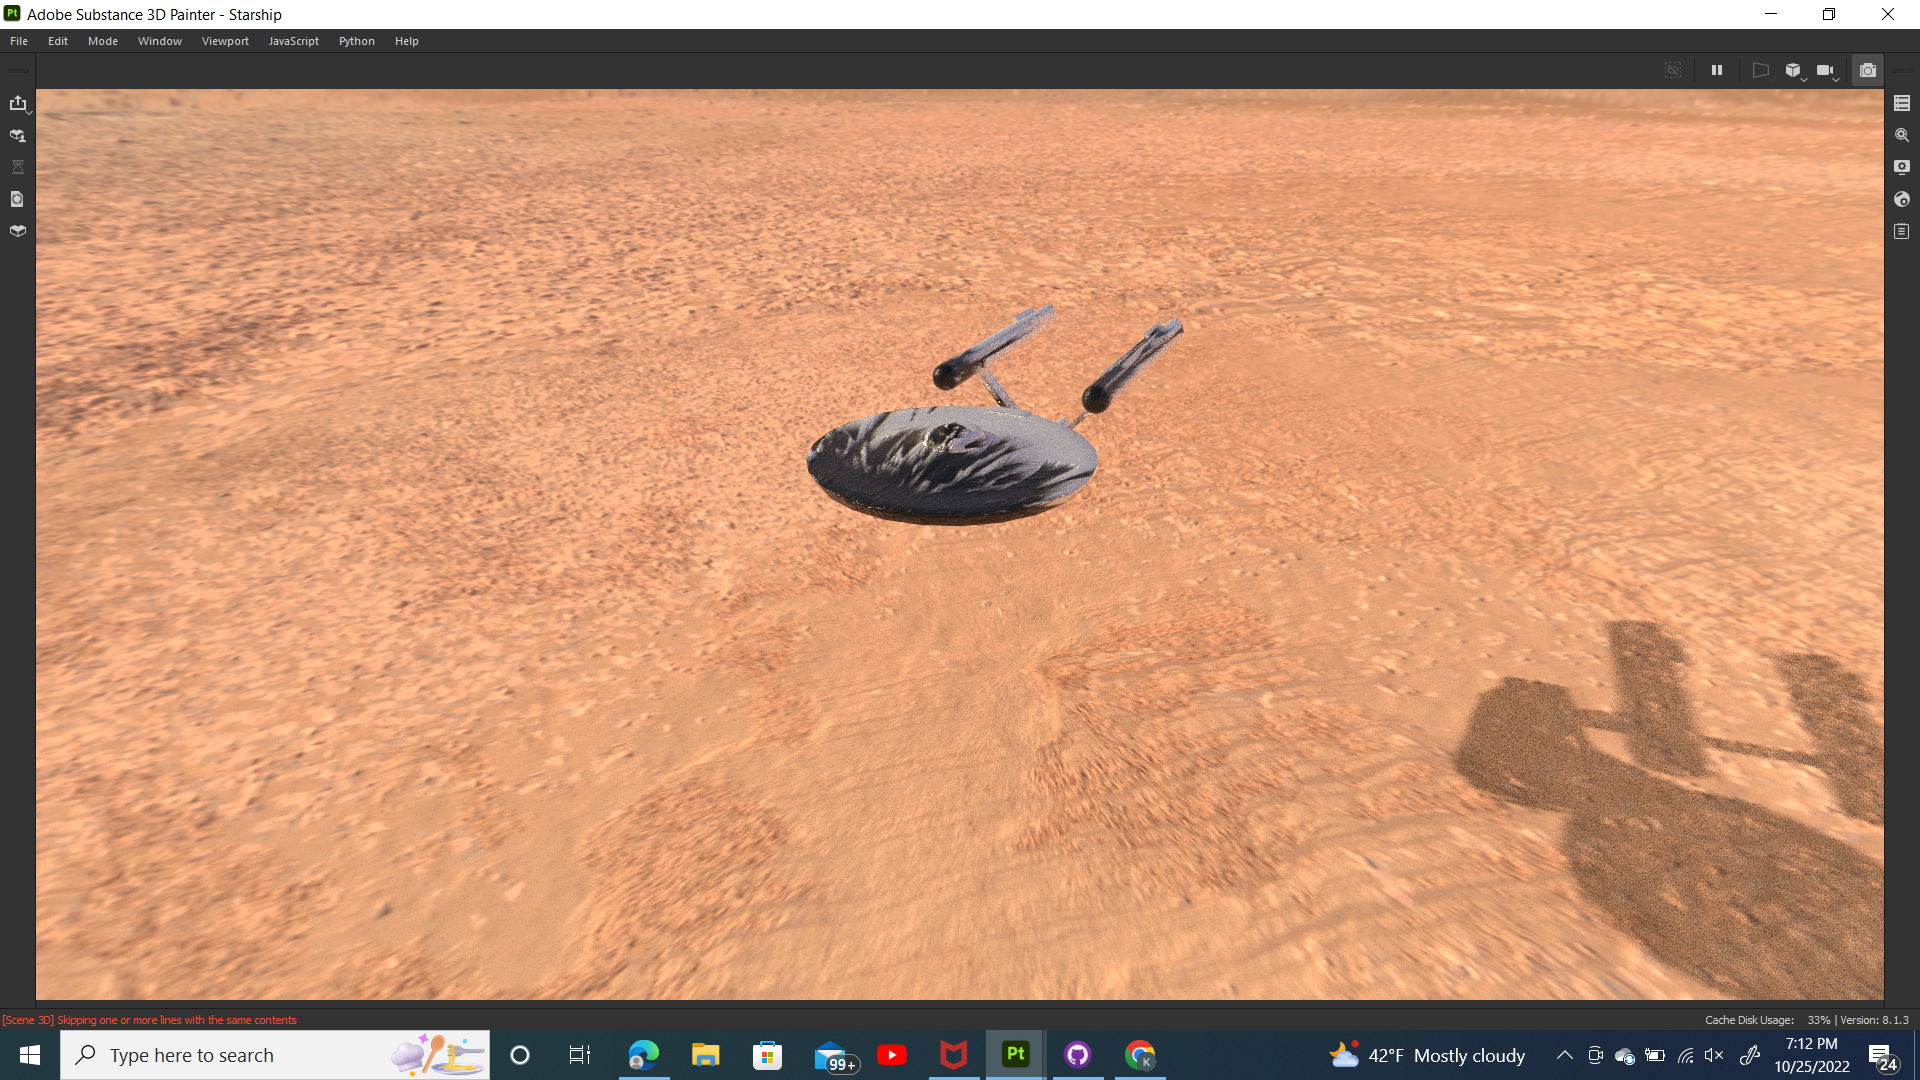 Pt Adobe Substance 3D Painter - Starship
File Edit Mode Window Viewport JavaScript Python Help
[Scene 3D] Skipping one or more lines with the same contents
Cache Disk Usage: 33% | Version: 8.1.3
Type here to search
99+
Pt
K
42°F Mostly cloudy
7:12 PM
10/25/2022
24